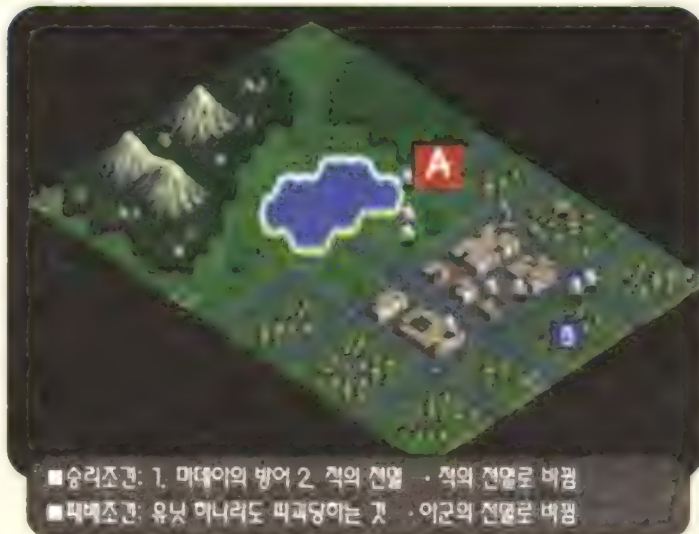 A
■승리조건: 1. 마데아의 방어 2. 적의 전멸 → 적의 전멸로 바뀜
■패배조건: 유닛 하나라도 파괴당하는 것 → 아군의 전멸로 바뀜